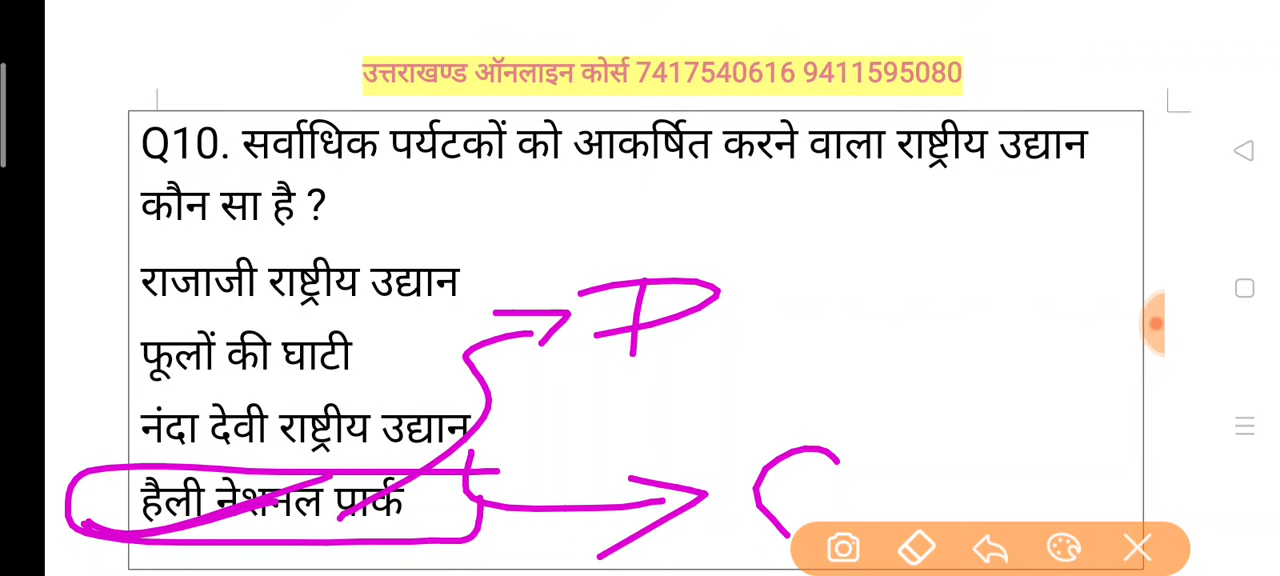 उत्तराखण्ड ऑनलाइन कोर्स 7417540616 9411595080
Q10. सर्वाधिक पर्यटकों को आकर्षित करने वाला राष्ट्रीय उद्यान
कौन सा है ?
राजाजी राष्ट्रीय उद्यान
फूलों की घाटी
नंदा देवी राष्ट्रीय उद्यान
हैली नेशनल पार्क